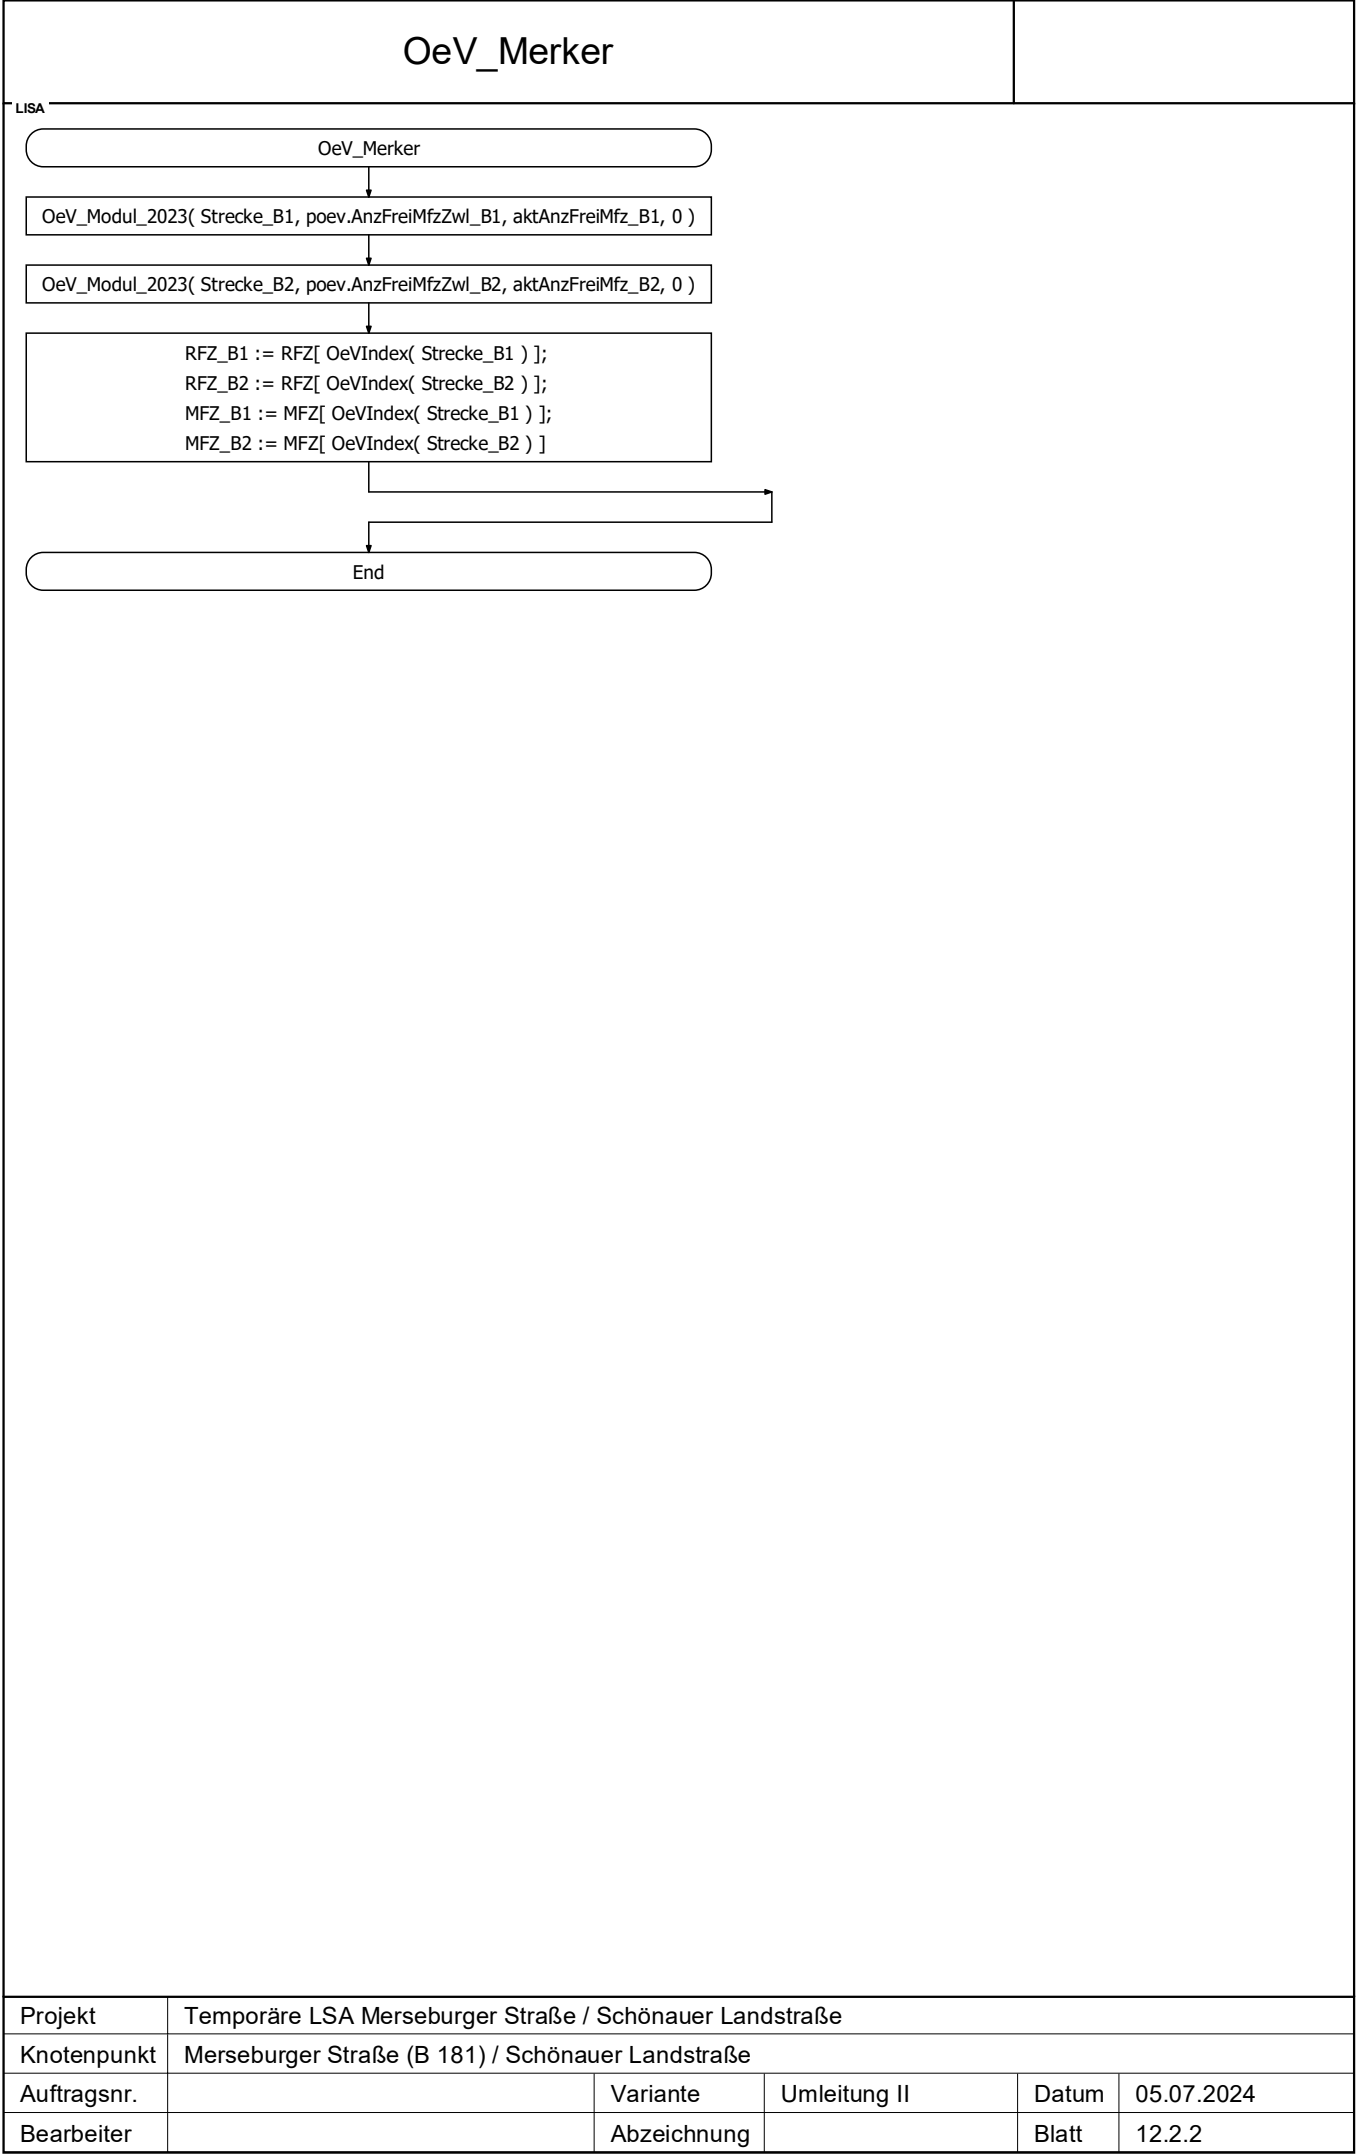 OeV_Merker
LISA
OeV_Merker
OeV_Modul_2023( Strecke_B1, poev.AnzFreiMfzZwl_B1, aktAnzFreiMfz_B1, 0 )
OeV_Modul_2023( Strecke_B2, poev.AnzFreiMfzZwl_B2, aktAnzFreiMfz_B2, 0 )
RFZ_B1 := RFZ[ OeVIndex( Strecke_B1 ) ];
RFZ_B2 := RFZ[ OeVIndex( Strecke_B2 ) ];
MFZ_B1 := MFZ[ OeVIndex( Strecke_B1 ) ];
MFZ_B2 := MFZ[ OeVIndex( Strecke_B2 ) ]
End
Projekt Temporäre LSA Merseburger Straße / Schönauer Landstraße
Knotenpunkt Merseburger Straße (B 181) / Schönauer Landstraße
Auftragsnr. Variante Umleitung II Datum 05.07.2024
Bearbeiter Abzeichnung Blatt 12.2.2